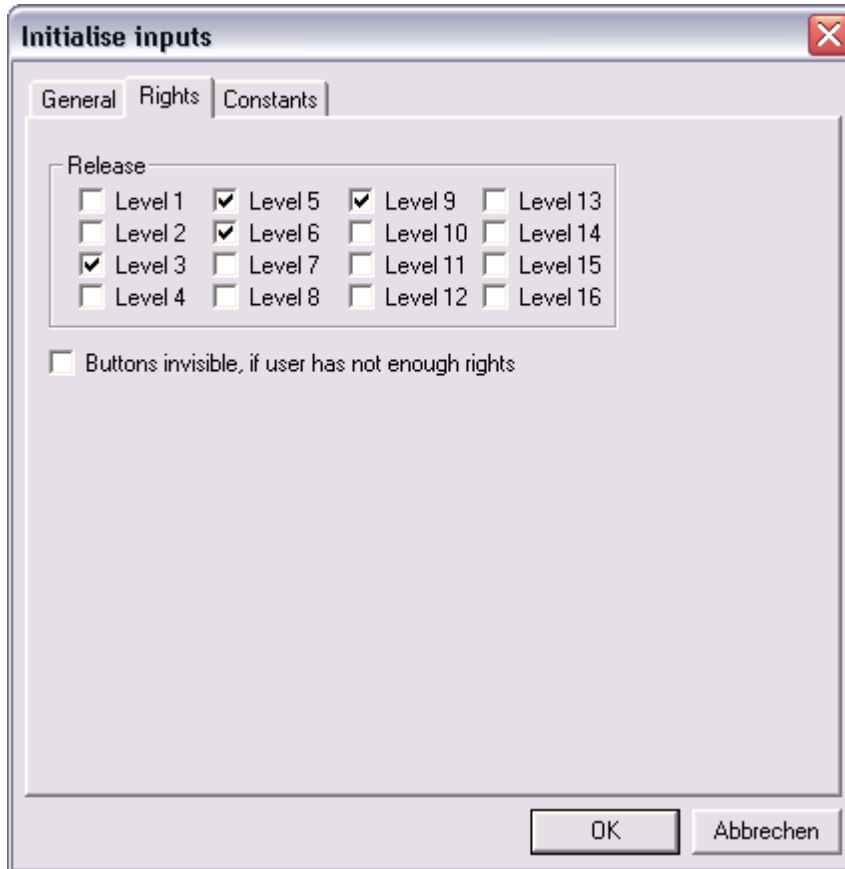 Initialise inputs
General Rights Constants
Release
Level 1 Level 5 Level 9 Level 13
Level 2 Level 6 Level 10 Level 14
Level 3 Level 7 Level 11 Level 15
Level 4 Level 8 Level 12 Level 16
Buttons invisible, if user has not enough rights
OK Abbrechen